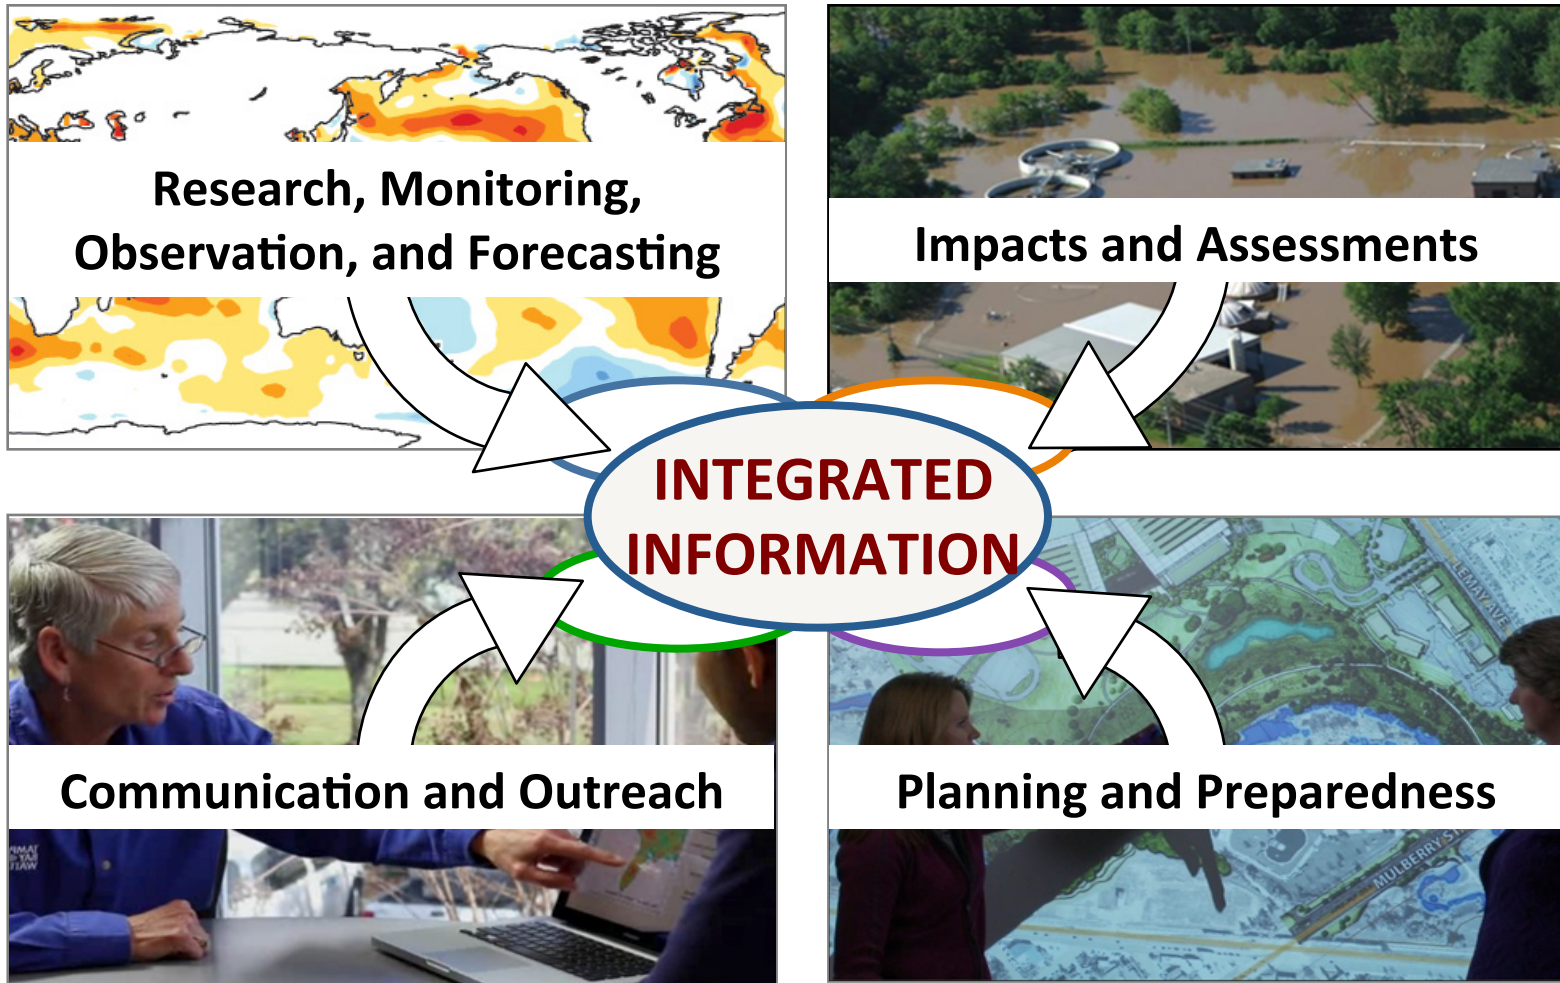 Research, Monitoring,
Observation, and Forecasting
Impacts and Assessments
INTEGRATED
INFORMATION
LEMAY AVE
Communication and Outreach
Planning and Preparedness
MULBERRY ST